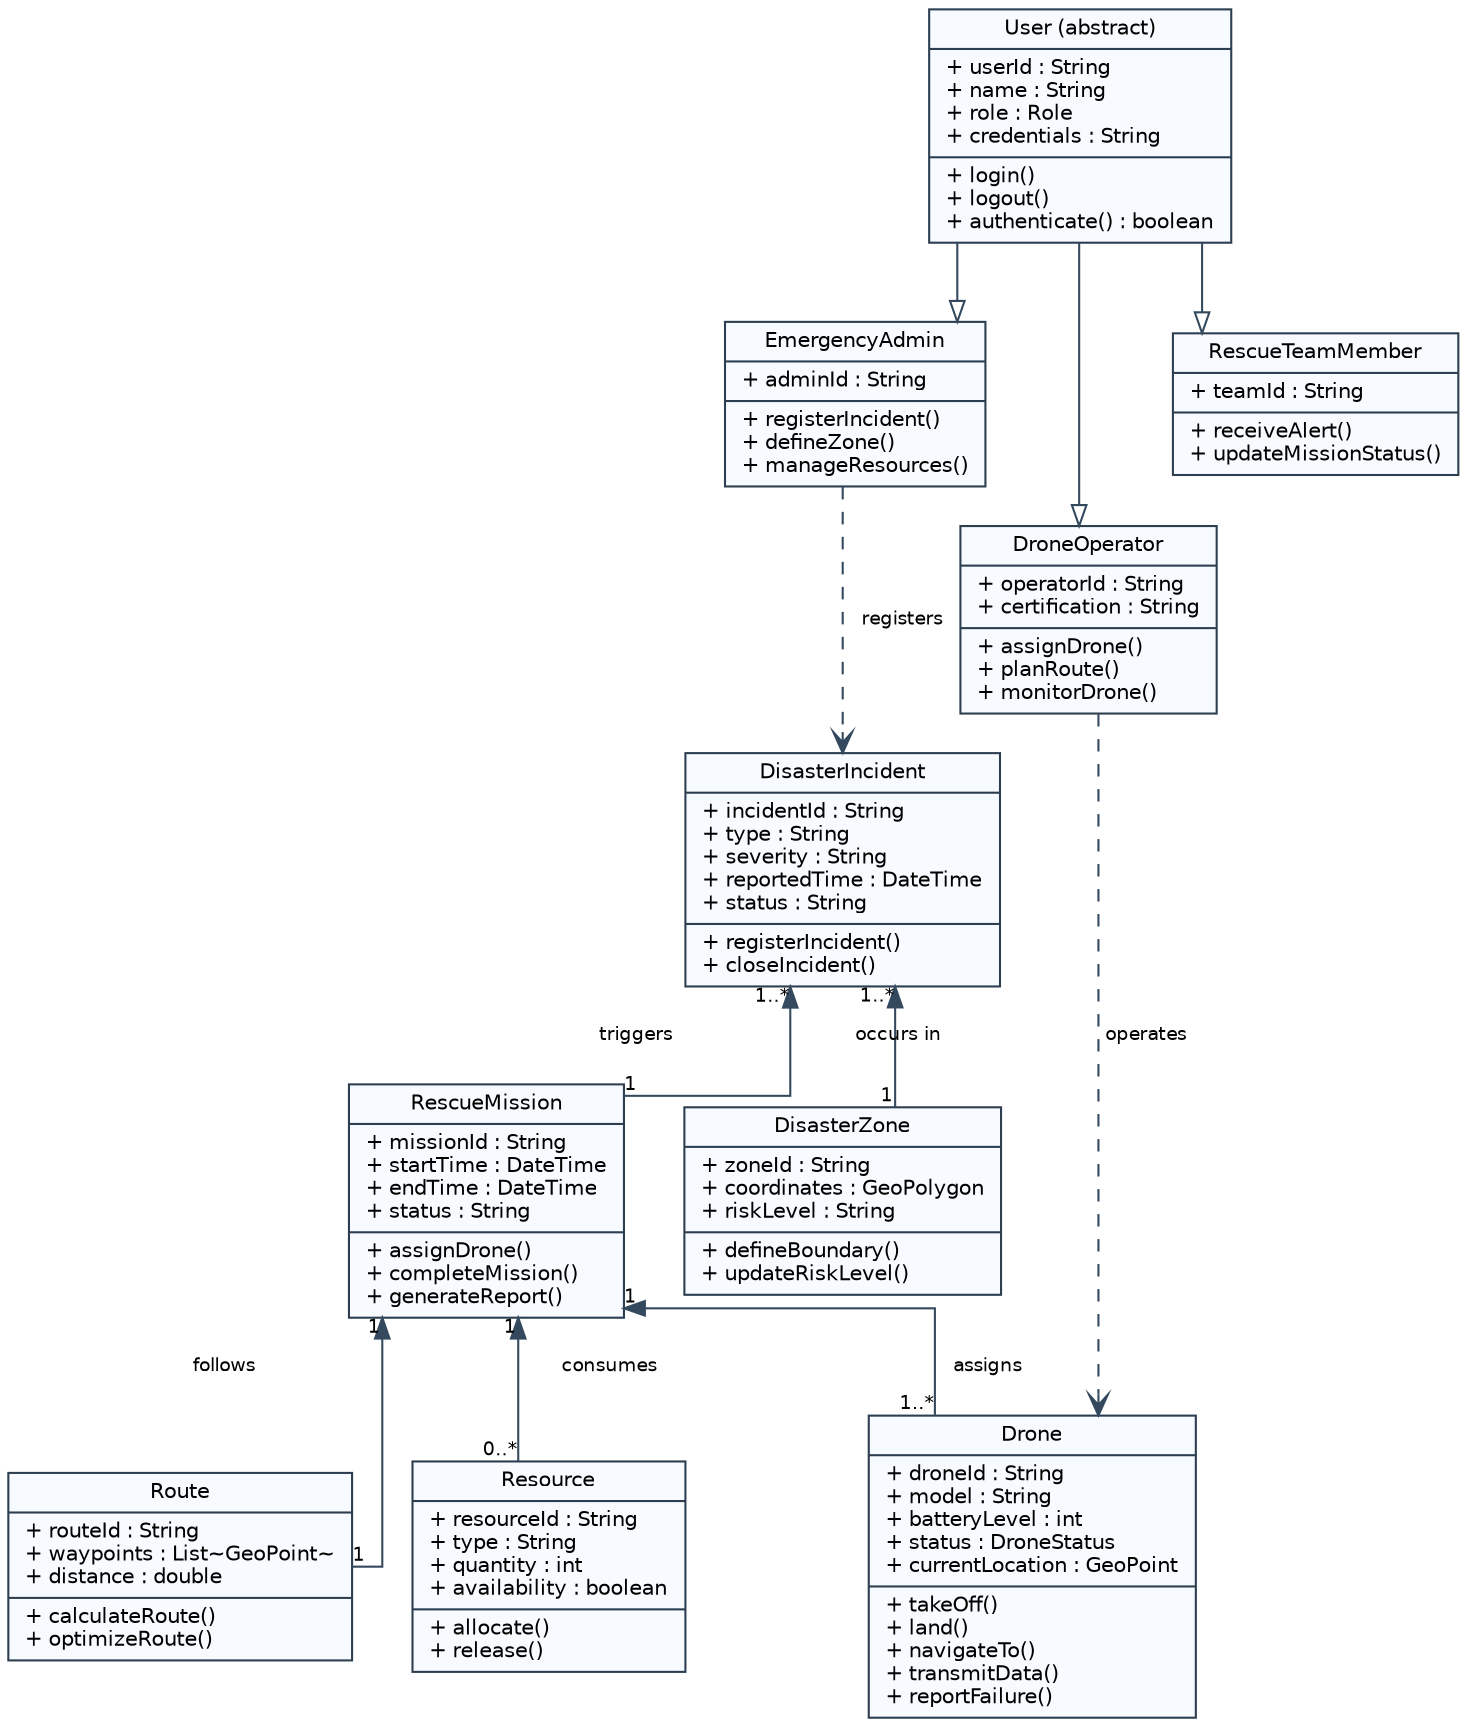 User (abstract)
+ userId : String
+ name : String
+ role : Role
+ credentials : String
+ login()
+ logout()
+ authenticate() : boolean
EmergencyAdmin
+ adminId : String
+ registerIncident()
+ defineZone()
+ manageResources()
RescueTeamMember
+ teamId : String
+ receiveAlert()
+ updateMissionStatus()
DroneOperator
+ operatorId : String
+ certification : String
+ assignDrone()
+ planRoute()
+ monitorDrone()
registers
DisasterIncident
+ incidentId : String
+ type : String
+ severity : String
+ reportedTime : DateTime
+ status : String
+ registerIncident()
+ closeIncident()
1..*
1..*
triggers
occurs in
operates
1
1
RescueMission
+ missionId : String
+ startTime : DateTime
+ endTime : DateTime
+ status : String
+ assignDrone()
+ completeMission()
+ generateReport()
DisasterZone
+ zoneId : String
+ coordinates : GeoPolygon
+ riskLevel : String
+ defineBoundary()
+ updateRiskLevel()
1
1
1
follows
consumes
assigns
1..*
0..*
1
Route
+ routeId : String
+ waypoints : List~GeoPoint~
+ distance : double
+ calculateRoute()
+ optimizeRoute()
Resource
+ resourceId : String
+ type : String
+ quantity : int
+ availability : boolean
+ allocate()
+ release()
Drone
+ droneId : String
+ model : String
+ batteryLevel : int
+ status : DroneStatus
+ currentLocation : GeoPoint
+ takeOff()
+ land()
+ navigateTo()
+ transmitData()
+ reportFailure()